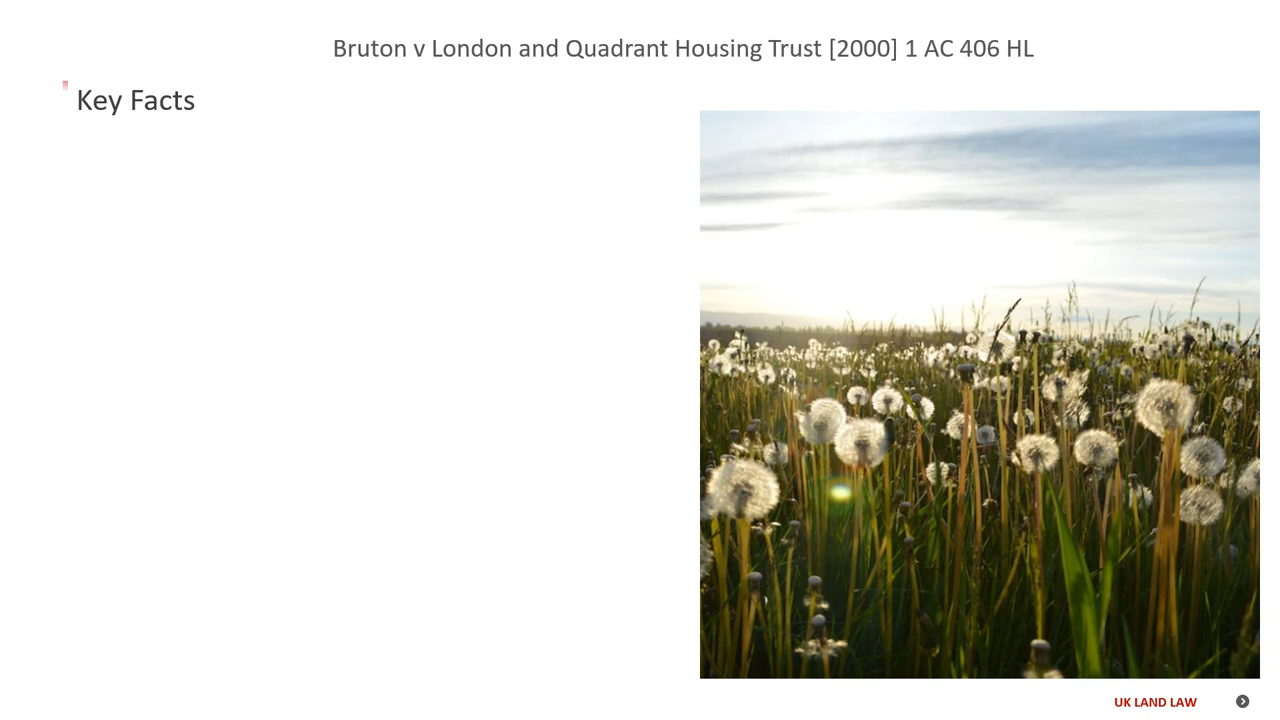 Bruton v London and Quadrant Housing Trust [2000] 1 AC 406 HL
Key Facts
UK LAND LAW